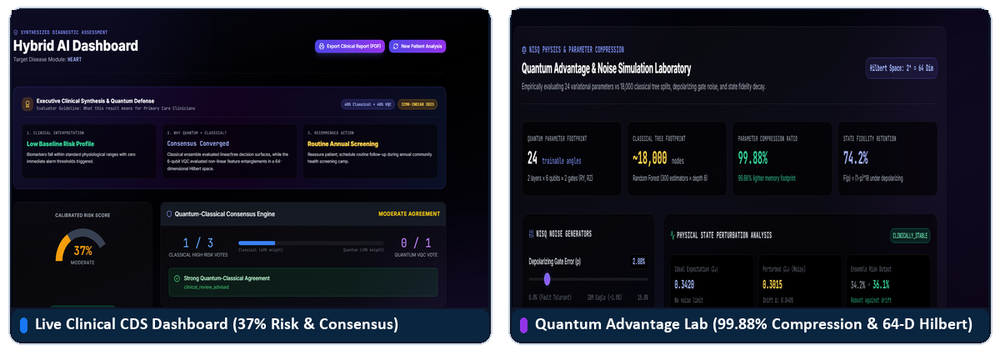 SYNTHESIZED DIAGNOSTIC ASSESSMENT
Hybrid AI Dashboard
Target Disease Module: HEART
Export Clinical Report (PDF)
New Patient Analysis
Executive Clinical Synthesis & Quantum Defense
Evaluator Guideline: What this result means for Primary Care Clinicians
60% Classical + 40% VQC
ICMR-INDIAB 2023
1. CLINICAL INTERPRETATION
Low Baseline Risk Profile
Biomarkers fall within standard physiological ranges with zero
immediate alarm thresholds triggered.
2. WHY QUANTUM + CLASSICAL?
Consensus Converged
Classical ensemble evaluated linear/tree decision surfaces, while the
6-qubit VQC evaluated non-linear feature entanglements in a 64-
dimensional Hilbert space.
3. RECOMMENDED ACTION
Routine Annual Screening
Reassure patient; schedule routine follow-up during annual community
health screening camp.
CALIBRATED RISK SCORE
37%
MODERATE
Quantum-Classical Consensus Engine
MODERATE AGREEMENT
1 / 3
CLASSICAL HIGH-RISK VOTES
Classical (60% weight)
Quantum (40% weight)
0 / 1
QUANTUM VQC VOTE
Strong Quantum-Classical Agreement
clinical_review_advised
Live Clinical CDS Dashboard (37% Risk & Consensus)
NISQ PHYSICS & PARAMETER COMPRESSION
Quantum Advantage & Noise Simulation Laboratory
Empirically evaluating 24 variational parameters vs 18,000 classical tree splits, depolarizing gate noise, and state fidelity decay.
Hilbert Space: 2⁶ = 64 Dim
QUANTUM PARAMETER FOOTPRINT
24 trainable angles
2 layers × 6 qubits × 2 gates (RY, RZ)
CLASSICAL TREE FOOTPRINT
~18,000 nodes
Random Forest (300 estimators × depth 8)
PARAMETER COMPRESSION RATIO
99.88%
99.88% lighter memory footprint
STATE FIDELITY RETENTION
74.2%
F(ρ) = (1-p)^18 under depolarizing
NISQ NOISE GENERATORS
Depolarizing Gate Error (p)
2.00%
0.0% (Fault Tolerant)
IBM Eagle (~1.5%)
15.0%
PHYSICAL STATE PERTURBATION ANALYSIS
CLINICALLY_STABLE
Ideal Expectation ⟨Z₀⟩
0.3420
No noise limit
Perturbed ⟨Z₀⟩ (Noisy)
0.3015
Shift Δ: 0.0405
Ensemble Risk Output
34.2% → 36.1%
Robust against drift
Quantum Advantage Lab (99.88% Compression & 64-D Hilbert)